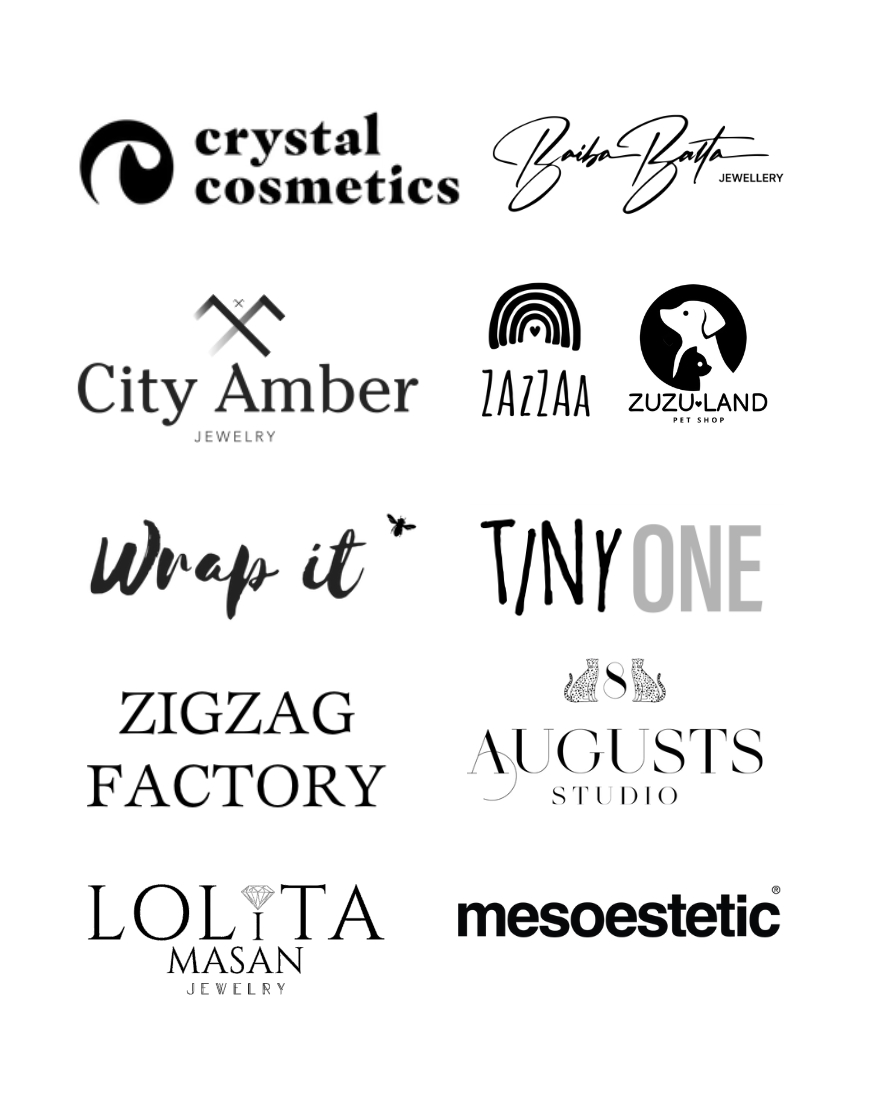 crystal
cosmetics
Baiba Balta
JEWELLERY
City Amber
JEWELRY
ZAZZAA
ZUZU LAND
PET SHOP
Wrap it
TINY ONE
ZIGZAG
FACTORY
8
AUGUSTS
STUDIO
LOLITA
MASAN
JEWELRY
mesoestetic®